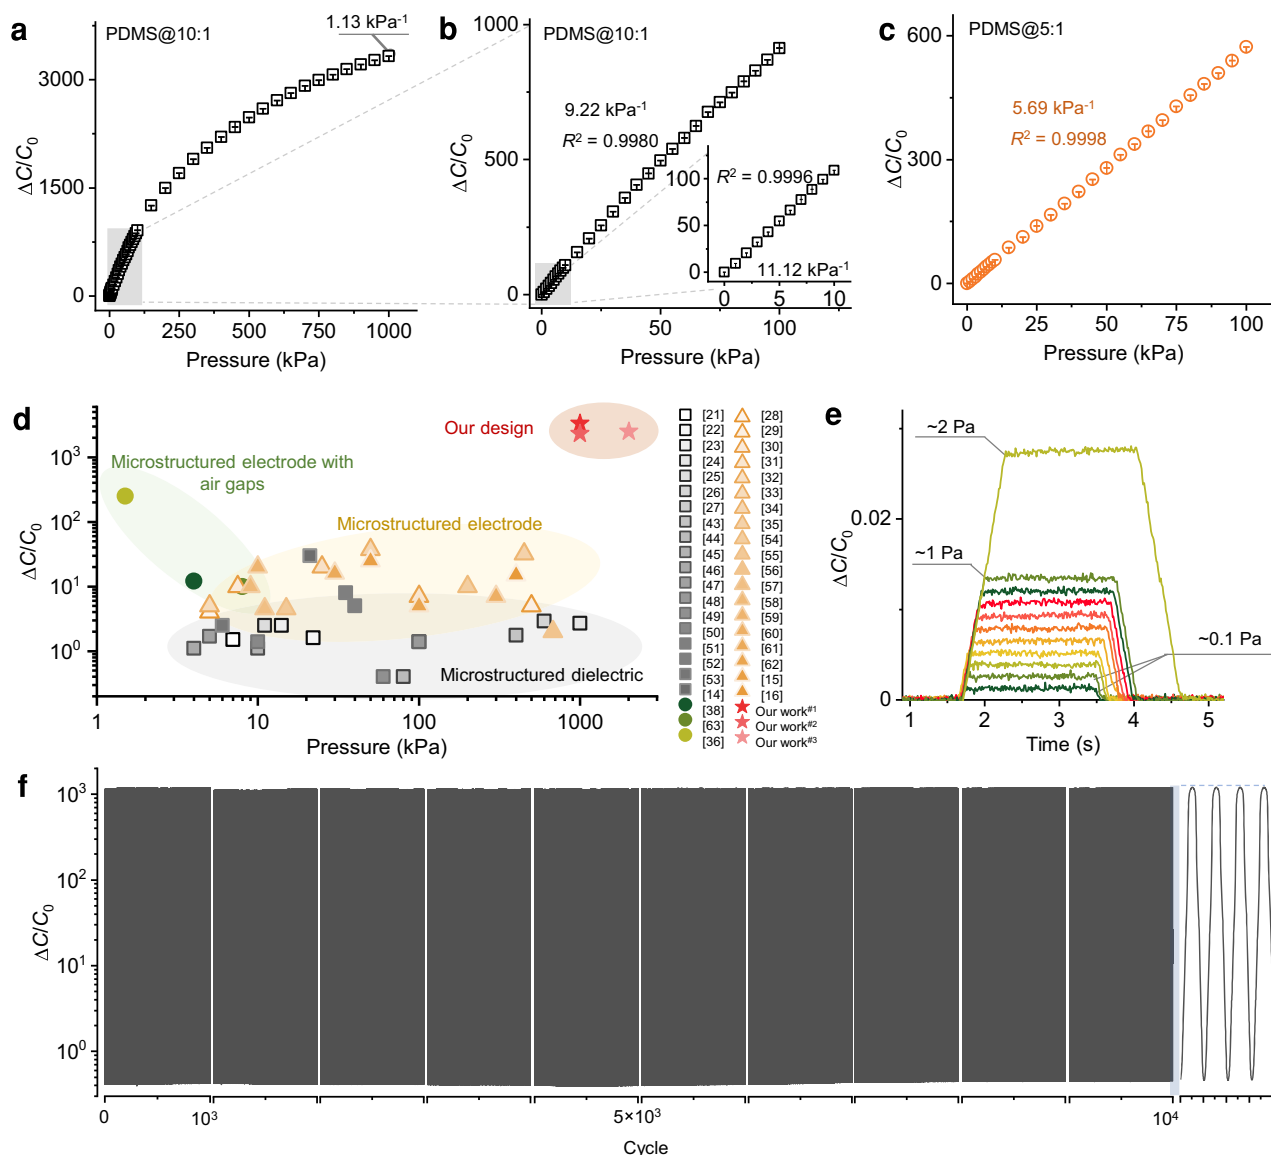 a
PDMS@10:1
1.13 kPa⁻¹
3000
1500
0
ΔC/C₀
0 250 500 750 1000
Pressure (kPa)
b
PDMS@10:1
1000
500
0
ΔC/C₀
9.22 kPa⁻¹
R² = 0.9980
R² = 0.9996
100
50
0
11.12 kPa⁻¹
0 5 10
0 50 100
Pressure (kPa)
c
PDMS@5:1
600
300
0
ΔC/C₀
5.69 kPa⁻¹
R² = 0.9998
0 25 50 75 100
Pressure (kPa)
d
Our design
Microstructured electrode with
air gaps
Microstructured electrode
Microstructured dielectric
10³
10²
10¹
10⁰
ΔC/C₀
1 10 100 1000
Pressure (kPa)
[21] [28]
[22] [29]
[23] [30]
[24] [31]
[25] [32]
[26] [33]
[27] [34]
[43] [35]
[44] [54]
[45] [55]
[46] [56]
[47] [57]
[48] [58]
[49] [59]
[50] [60]
[51] [61]
[52] [62]
[53] [15]
[14] [16]
[38] Our work#1
[63] Our work#2
[36] Our work#3
e
~2 Pa
~1 Pa
~0.1 Pa
0.02
0
ΔC/C₀
1 2 3 4 5
Time (s)
f
10³
10²
10¹
10⁰
ΔC/C₀
0 10³ 5×10³ 10⁴
Cycle